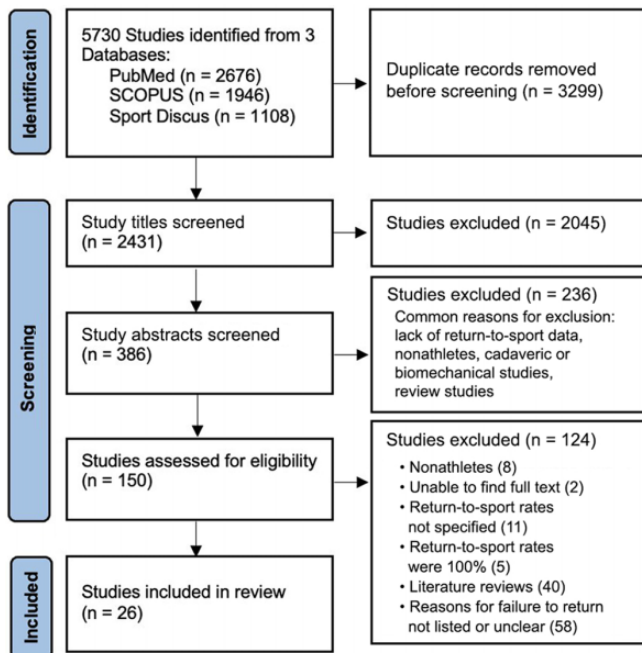 Identification
5730 Studies identified from 3
Databases:
PubMed (n = 2676)
SCOPUS (n = 1946)
Sport Discus (n = 1108)
Duplicate records removed
before screening (n = 3299)
Screening
Study titles screened
(n = 2431)
Studies excluded (n = 2045)
Study abstracts screened
(n = 386)
Studies excluded (n = 236)
Common reasons for exclusion:
lack of return-to-sport data,
nonathletes, cadaveric or
biomechanical studies,
review studies
Studies assessed for eligibility
(n = 150)
Studies excluded (n = 124)
• Nonathletes (8)
• Unable to find full text (2)
• Return-to-sport rates
not specified (11)
• Return-to-sport rates
were 100% (5)
• Literature reviews (40)
• Reasons for failure to return
not listed or unclear (58)
Included
Studies included in review
(n = 26)